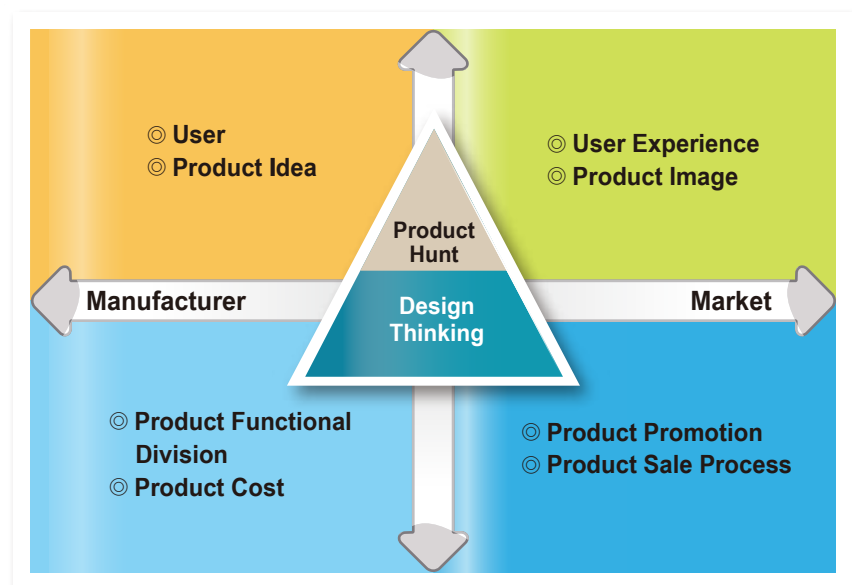 ◎ User
◎ Product Idea
◎ User Experience
◎ Product Image
Product
Hunt
Manufacturer
Design
Thinking
Market
◎ Product Functional
Division
◎ Product Cost
◎ Product Promotion
◎ Product Sale Process